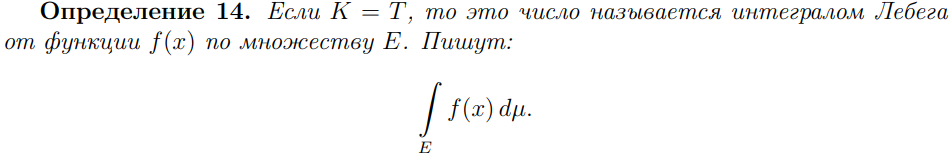 Определение 14. Если K = T, то это число называется интегралом Лебега
от функции f(x) по множеству E. Пишут:
∫ f(x) dμ.
E